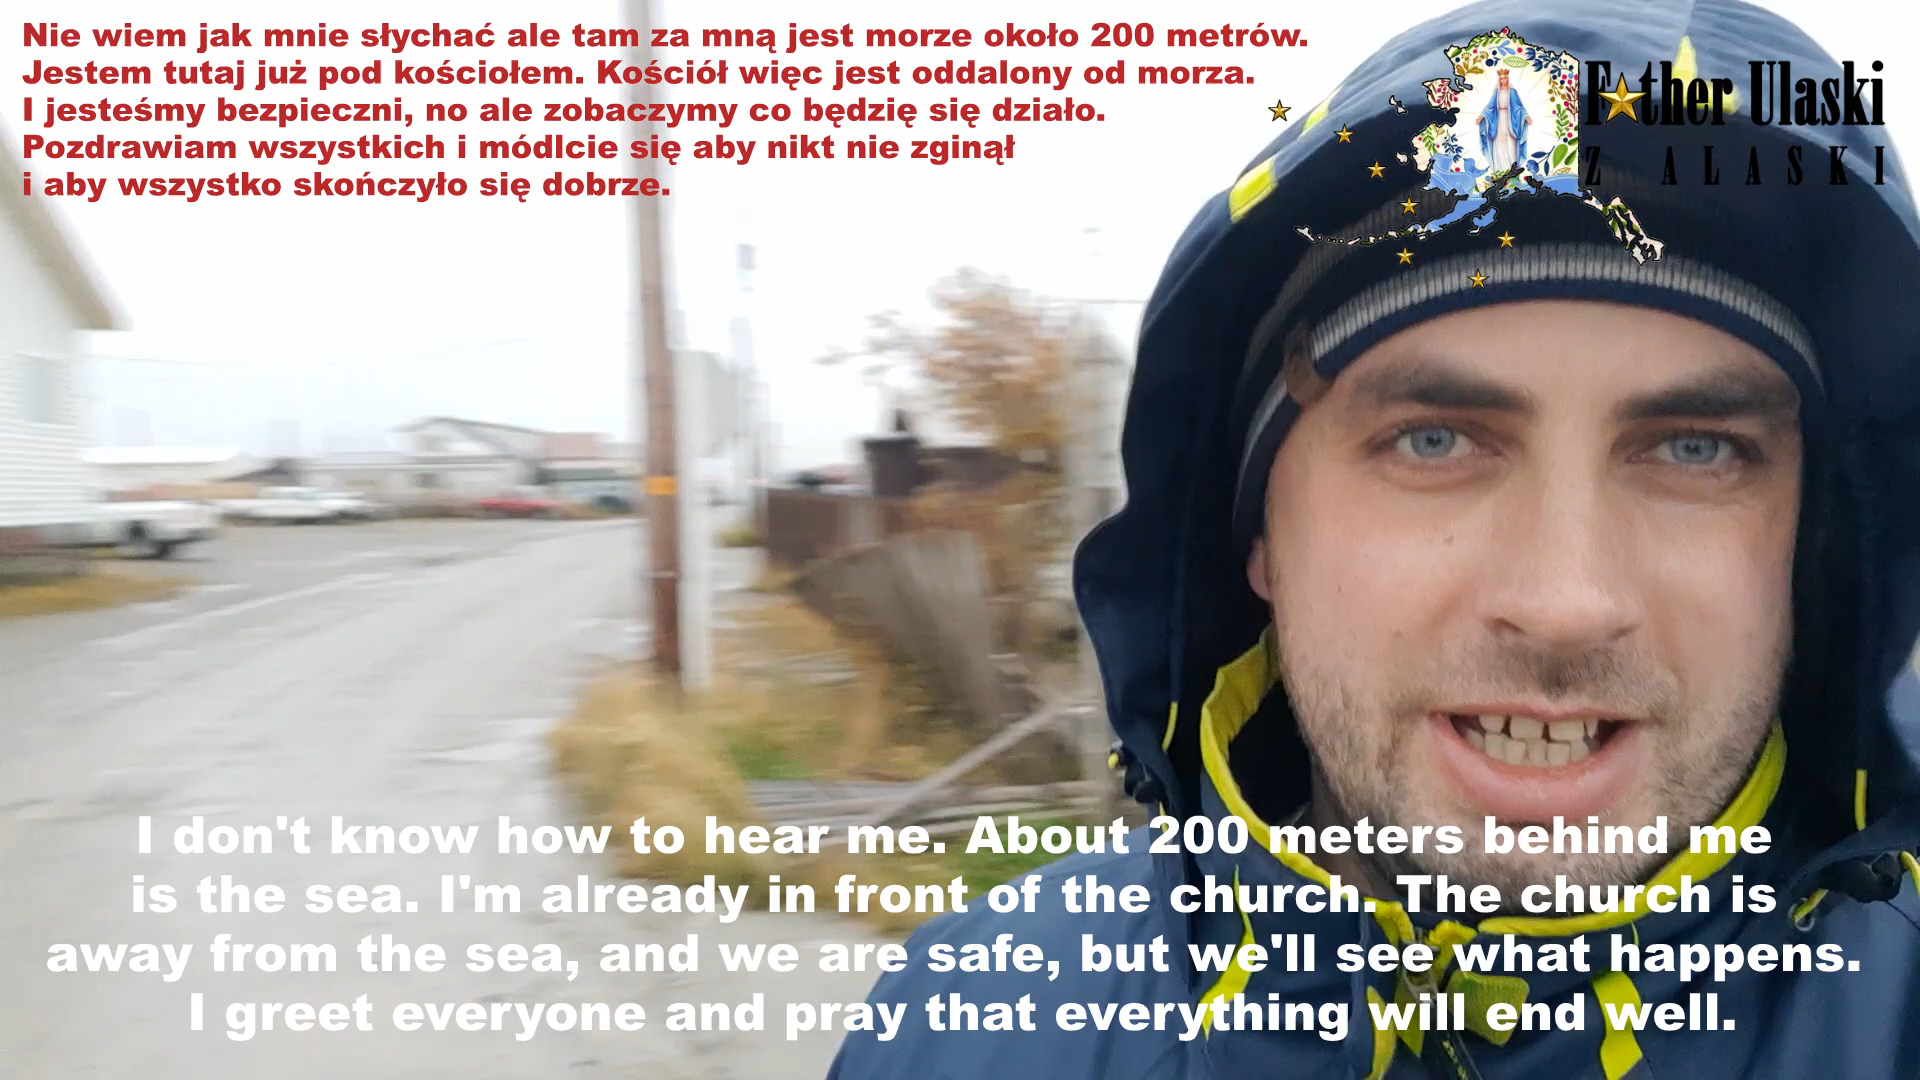 Nie wiem jak mnie słychać ale tam za mną jest morze około 200 metrów.
Jestem tutaj już pod kościołem. Kościół więc jest oddalony od morza.
I jesteśmy bezpieczni, no ale zobaczymy co będzię się działo.
Pozdrawiam wszystkich i módlcie się aby nikt nie zginął
i aby wszystko skończyło się dobrze.
F★ther Ulaski
Z ALASKI
I don't know how to hear me. About 200 meters behind me
is the sea. I'm already in front of the church. The church is
away from the sea, and we are safe, but we'll see what happens.
I greet everyone and pray that everything will end well.